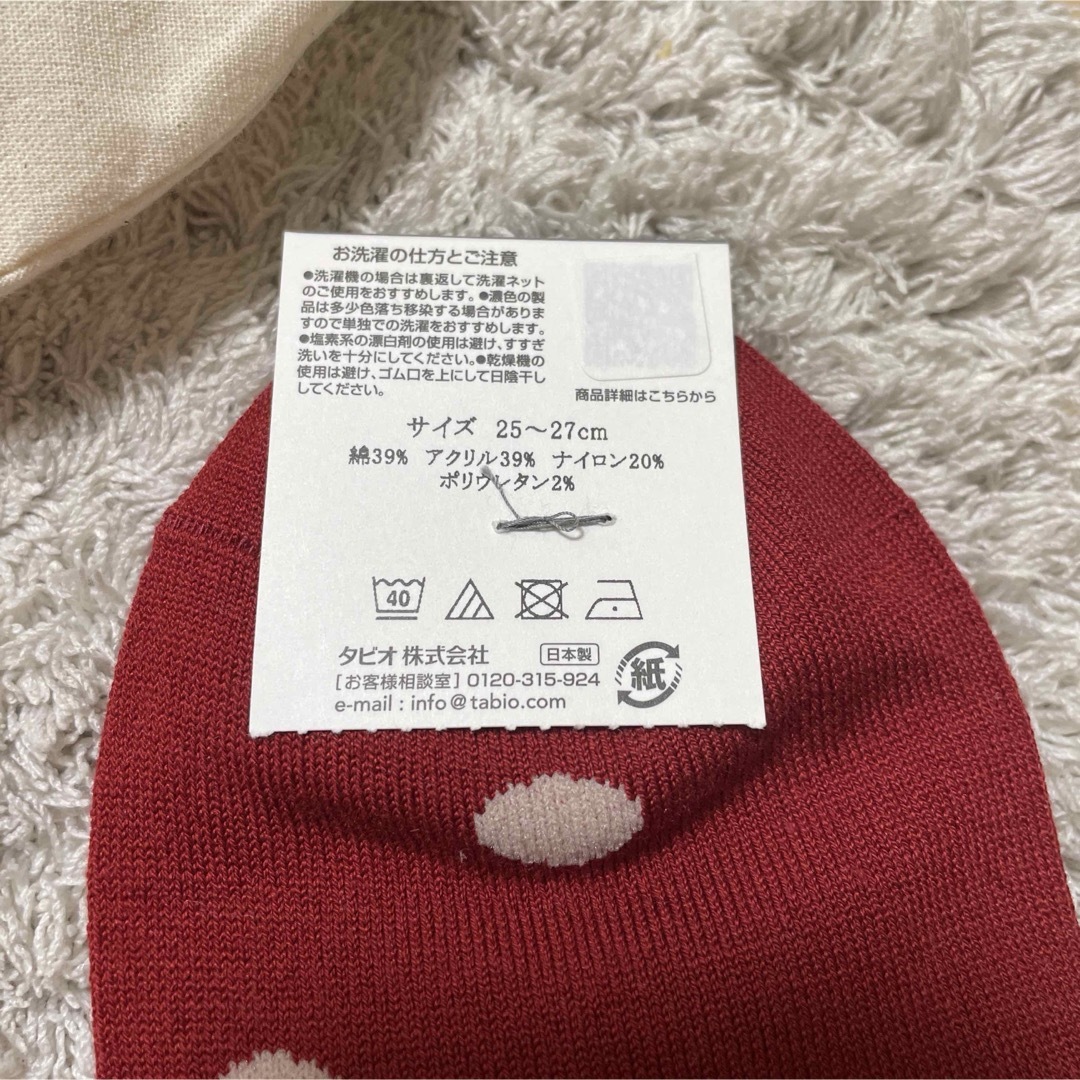 お洗濯の仕方とご注意
●洗濯機の場合は裏返して洗濯ネット
のご使用をおすすめします。●濃色の製
品は多少色落ち移染する場合がありま
すので単独での洗濯をおすすめします。
●塩素系の漂白剤の使用は避け、すすぎ
洗いを十分にしてください。●乾燥機の
使用は避け、ゴム口を上にして日陰干し
してください。
商品詳細はこちらから
サイズ 25～27cm
綿39% アクリル39% ナイロン20%
ポリウレタン2%
40
タビオ株式会社 日本製
[お客様相談室] 0120-315-924
e-mail : info@tabio.com
紙